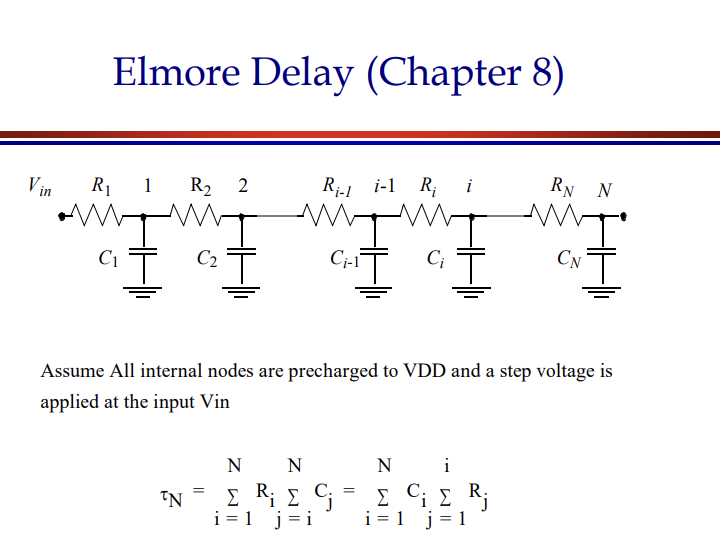 Elmore Delay (Chapter 8)
Vin R1 1 R2 2 Ri-1 i-1 Ri i RN N
C1 C2 Ci-1 Ci CN
Assume All internal nodes are precharged to VDD and a step voltage is
applied at the input Vin
N N N i
τN = Σ Ri Σ Cj = Σ Ci Σ Rj
i = 1 j = i i = 1 j = 1